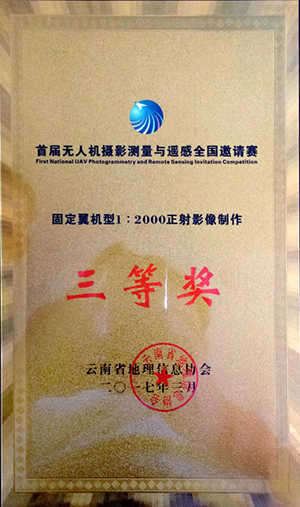 首届无人机摄影测量与遥感全国邀请赛
First National UAV Photogrammetry and Remote Sensing Invitation Competition
固定翼机型1：2000正射影像制作
三等奖
云南省地理信息协会
二〇一七年三月